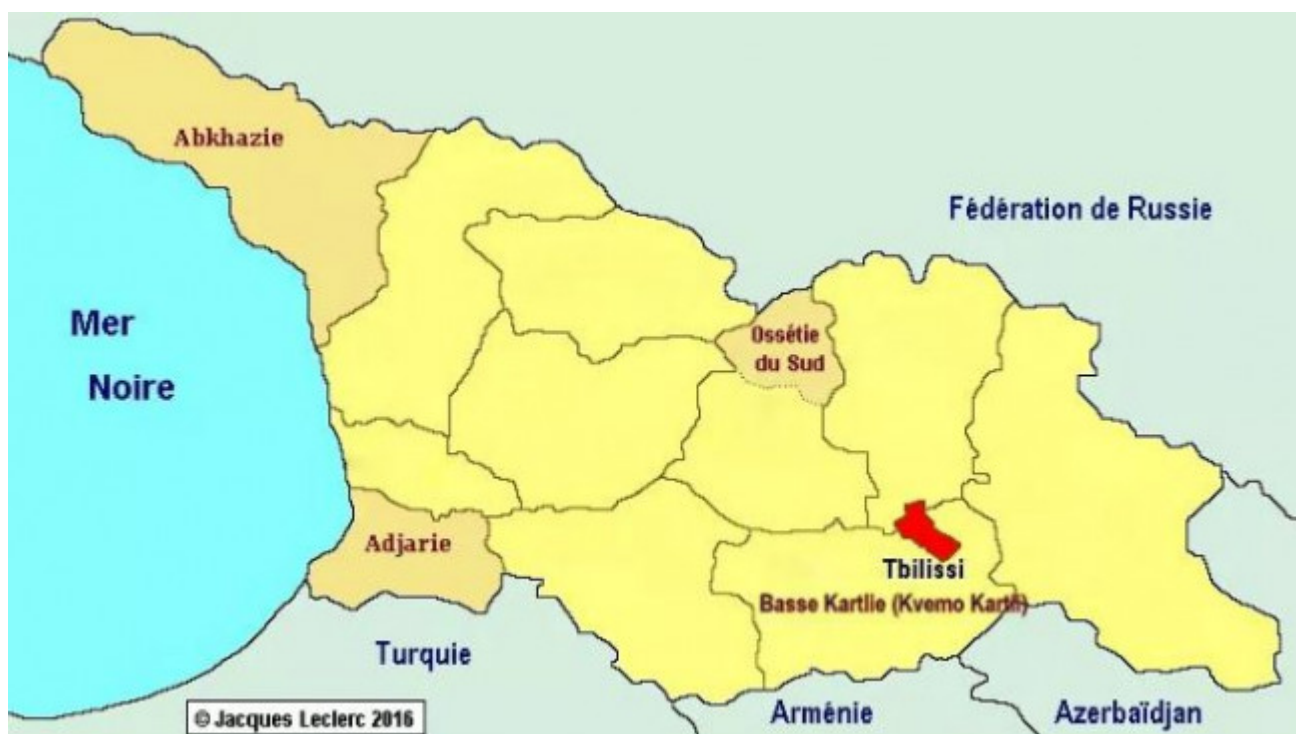 Abkhazie
Fédération de Russie
Mer
Noire
Ossétie
du Sud
Adjarie
Tbilissi
Basse Kartlie (Kvemo Kartli)
Turquie
© Jacques Leclerc 2016
Arménie
Azerbaïdjan